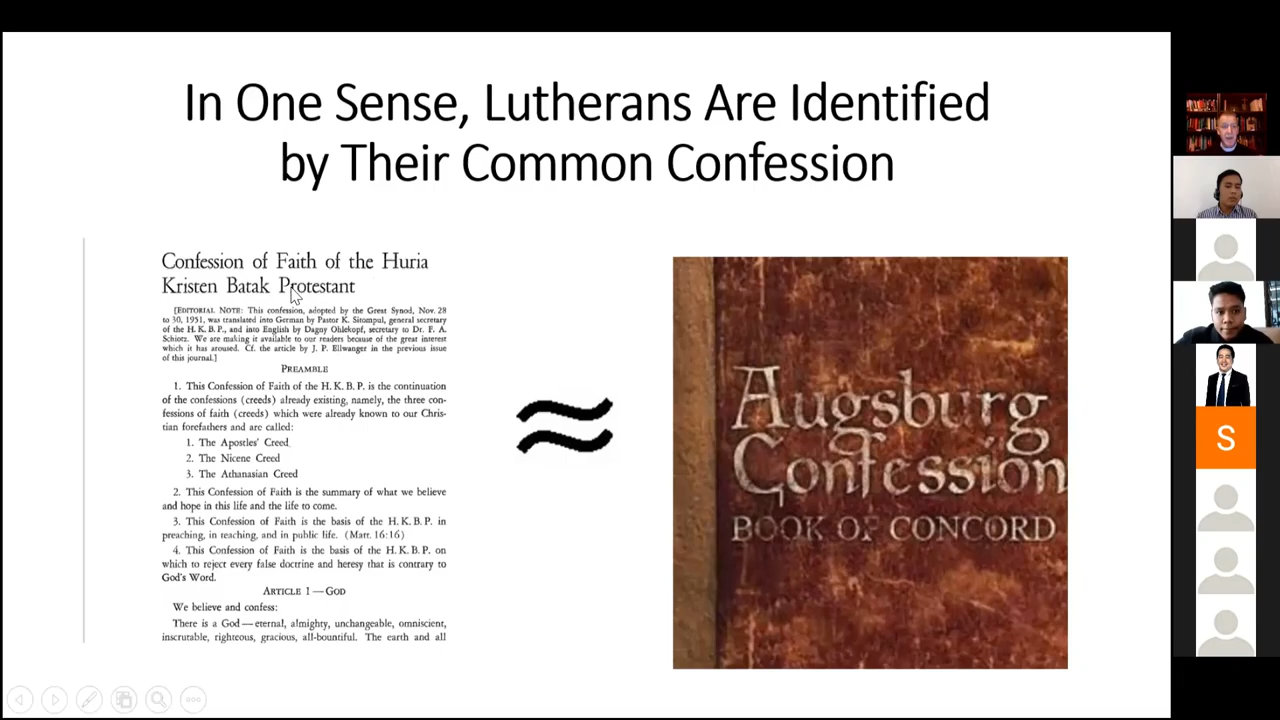 In One Sense, Lutherans Are Identified
by Their Common Confession
Confession of Faith of the Huria
Kristen Batak Protestant
[EDITORIAL NOTE: This confession, adopted by the Great Synod, Nov. 28
to 30, 1951, was translated into German by Pastor K. Sitompul, general secretary
of the H. K. B. P., and into English by Dagny Ohlekopf, secretary to Dr. F. A.
Schiotz. We are making it available to our readers because of the great interest
which it has aroused. Cf. the article by J. P. Ellwanger in the previous issue
of this journal.]
PREAMBLE
1. This Confession of Faith of the H. K. B. P. is the continuation
of the confessions (creeds) already existing, namely, the three con-
fessions of faith (creeds) which were already known to our Chris-
tian forefathers and are called:
1. The Apostles' Creed
2. The Nicene Creed
3. The Athanasian Creed
2. This Confession of Faith is the summary of what we believe
and hope in this life and the life to come.
3. This Confession of Faith is the basis of the H. K. B. P. in
preaching, in teaching, and in public life. (Matt. 16:16)
4. This Confession of Faith is the basis of the H. K. B. P. on
which to reject every false doctrine and heresy that is contrary to
God's Word.
ARTICLE 1 — GOD
We believe and confess:
There is a God — eternal, almighty, unchangeable, omniscient,
inscrutable, righteous, gracious, all-bountiful. The earth and all
≈
Augsburg
Confession
BOOK OF CONCORD
S